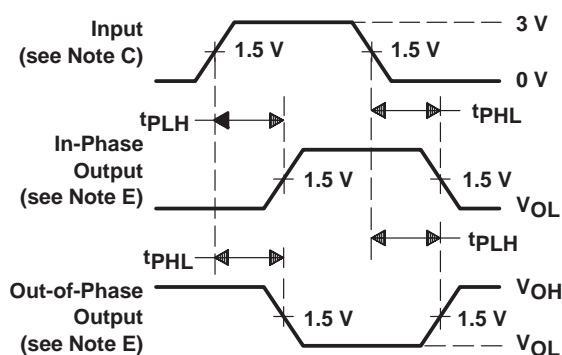 Input
(see Note C)
1.5 V
1.5 V
3 V
0 V
tPLH
tPHL
In-Phase
Output
(see Note E)
1.5 V
1.5 V
VOL
tPHL
tPLH
Out-of-Phase
Output
(see Note E)
1.5 V
1.5 V
VOH
VOL